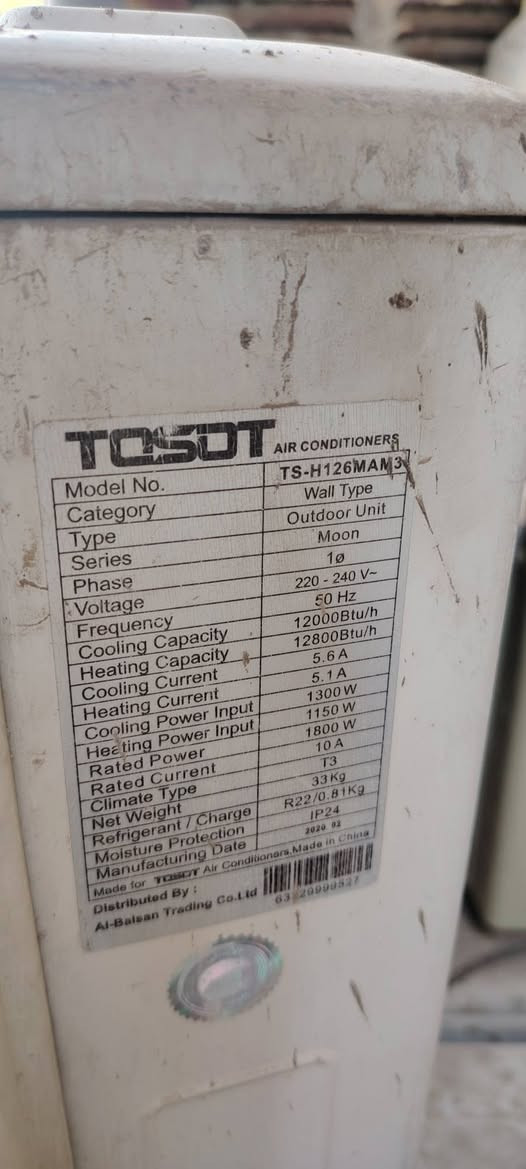 TOSOT AIR CONDITIONERS
Model No. TS-H126MAM3
Category Wall Type
Type Outdoor Unit
Series Moon
Phase 1ø
Voltage 220 - 240 V~
Frequency 50 Hz
Cooling Capacity 12000Btu/h
Heating Capacity 12800Btu/h
Cooling Current 5.6 A
Heating Current 5.1 A
Cooling Power Input 1300 W
Heating Power Input 1150 W
Rated Power 1800 W
Rated Current 10 A
Climate Type T3
Net Weight 33Kg
Refrigerant / Charge R22/0.81Kg
Moisture Protection IP24
Manufacturing Date 2020 02
Made for TOSOT Air Conditioners,Made in China
Distributed By :
Al-Balsan Trading Co.Ltd